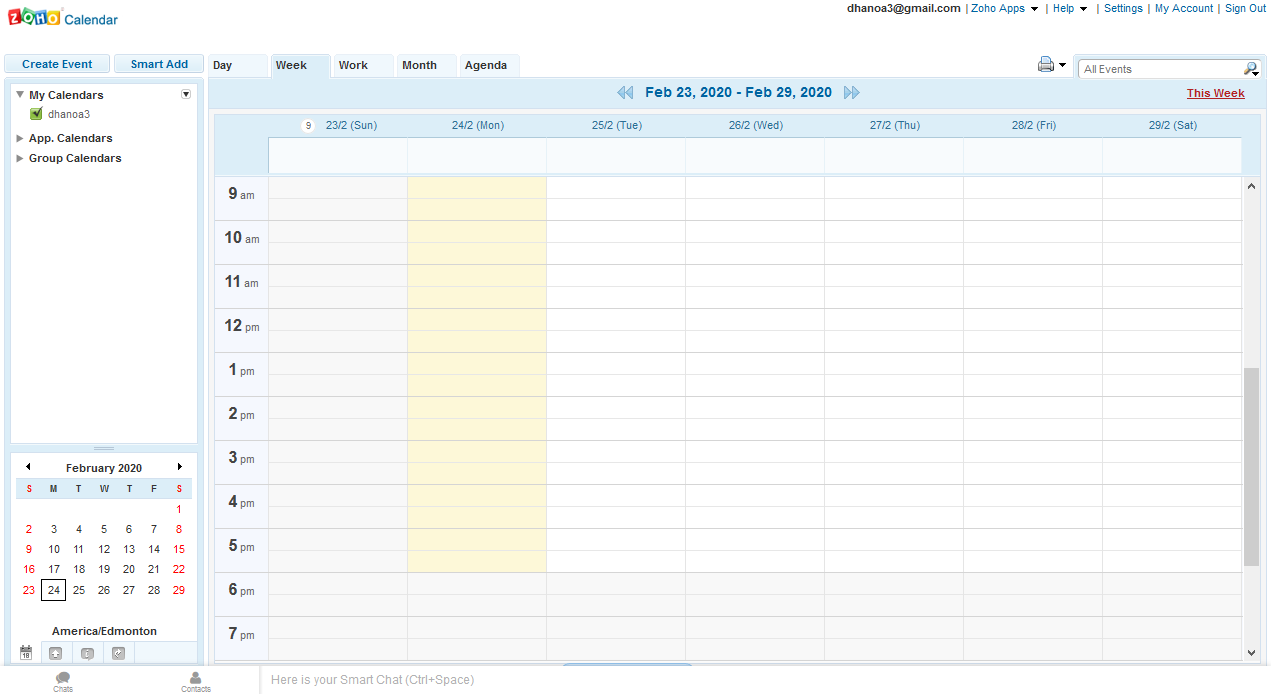 ZOHO Calendar
dhanoa3@gmail.com | Zoho Apps | Help | Settings | My Account | Sign Out
Create Event Smart Add
Day Week Work Month Agenda
All Events
My Calendars
dhanoa3
App. Calendars
Group Calendars
Feb 23, 2020 - Feb 29, 2020
This Week
9 23/2 (Sun) 24/2 (Mon) 25/2 (Tue) 26/2 (Wed) 27/2 (Thu) 28/2 (Fri) 29/2 (Sat)
9 am
10 am
11 am
12 pm
1 pm
2 pm
3 pm
4 pm
5 pm
6 pm
7 pm
February 2020
S M T W T F S
1
2 3 4 5 6 7 8
9 10 11 12 13 14 15
16 17 18 19 20 21 22
23 24 25 26 27 28 29
America/Edmonton
18
Chats
Contacts
Here is your Smart Chat (Ctrl+Space)